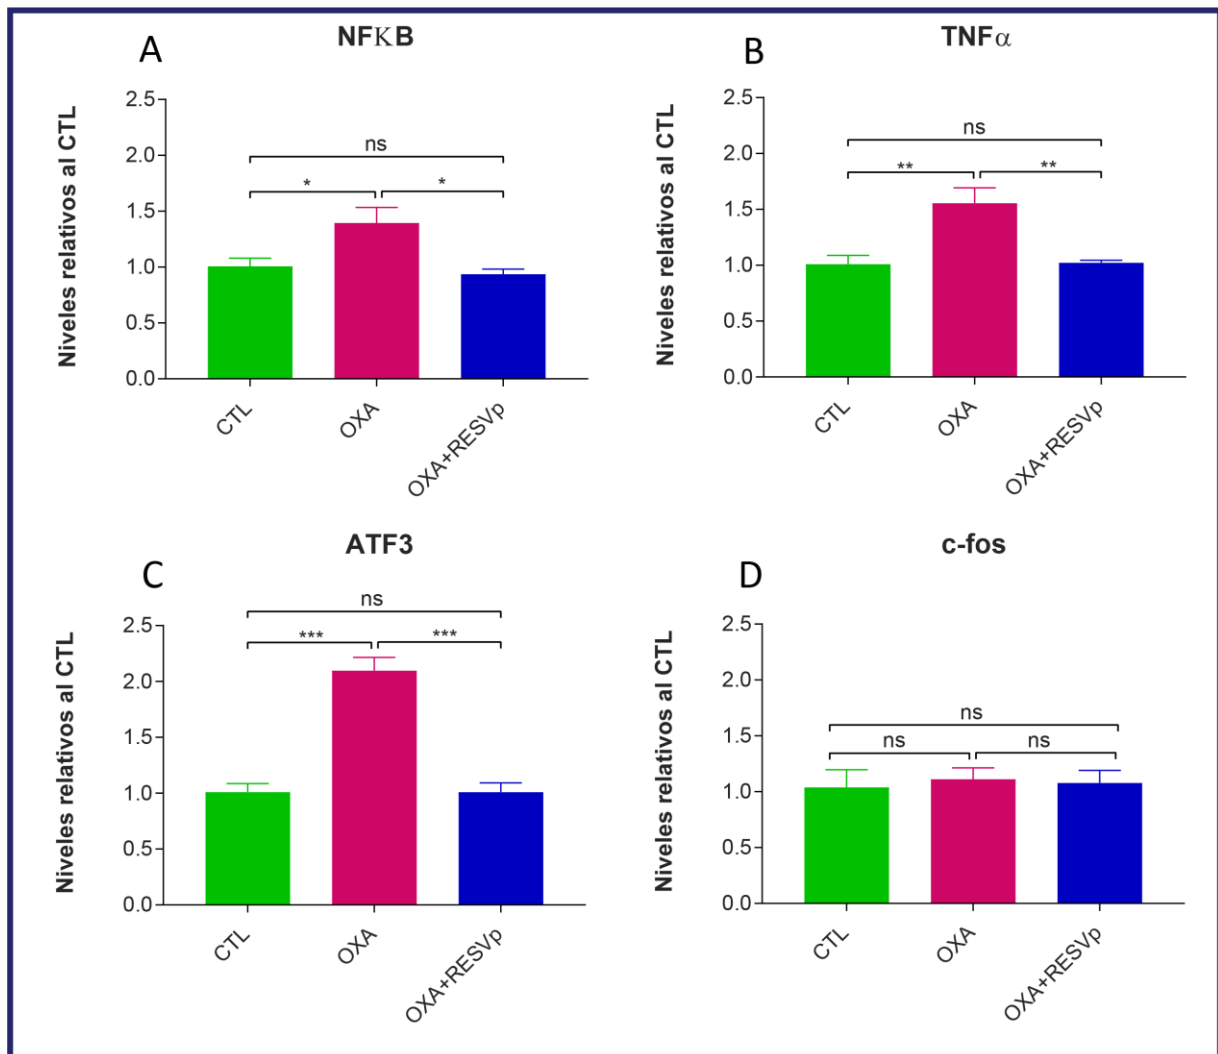 A
NFΚB
Niveles relativos al CTL
2.5
2.0
1.5
1.0
0.5
0.0
ns
*
*
CTL
OXA
OXA+RESVp
B
TNFα
Niveles relativos al CTL
2.5
2.0
1.5
1.0
0.5
0.0
ns
**
**
CTL
OXA
OXA+RESVp
C
ATF3
Niveles relativos al CTL
2.5
2.0
1.5
1.0
0.5
0.0
ns
***
***
CTL
OXA
OXA+RESVp
D
c-fos
Niveles relativos al CTL
2.5
2.0
1.5
1.0
0.5
0.0
ns
ns
ns
CTL
OXA
OXA+RESVp